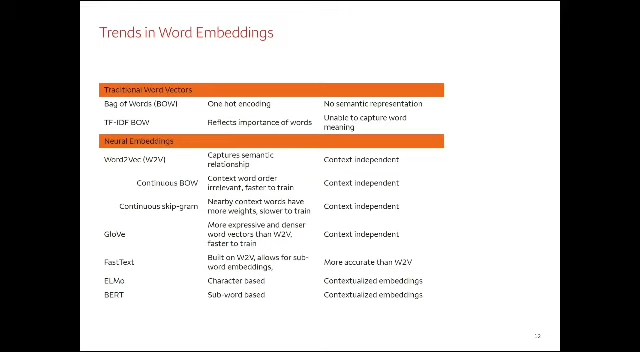 Trends in Word Embeddings
Traditional Word Vectors
Bag of Words (BOW) One hot encoding No semantic representation
TF-IDF BOW Reflects importance of words Unable to capture word
meaning
Neural Embeddings
Word2Vec (W2V) Captures semantic
relationship Context independent
Continuous BOW Context word order
irrelevant, faster to train Context independent
Continuous skip-gram Nearby context words have
more weights, slower to train Context independent
GloVe More expressive and denser
word vectors than W2V,
faster to train Context independent
FastText Built on W2V, allows for sub-
word embeddings, More accurate than W2V
ELMo Character based Contextualized embeddings
BERT Sub-word based Contextualized embeddings
12